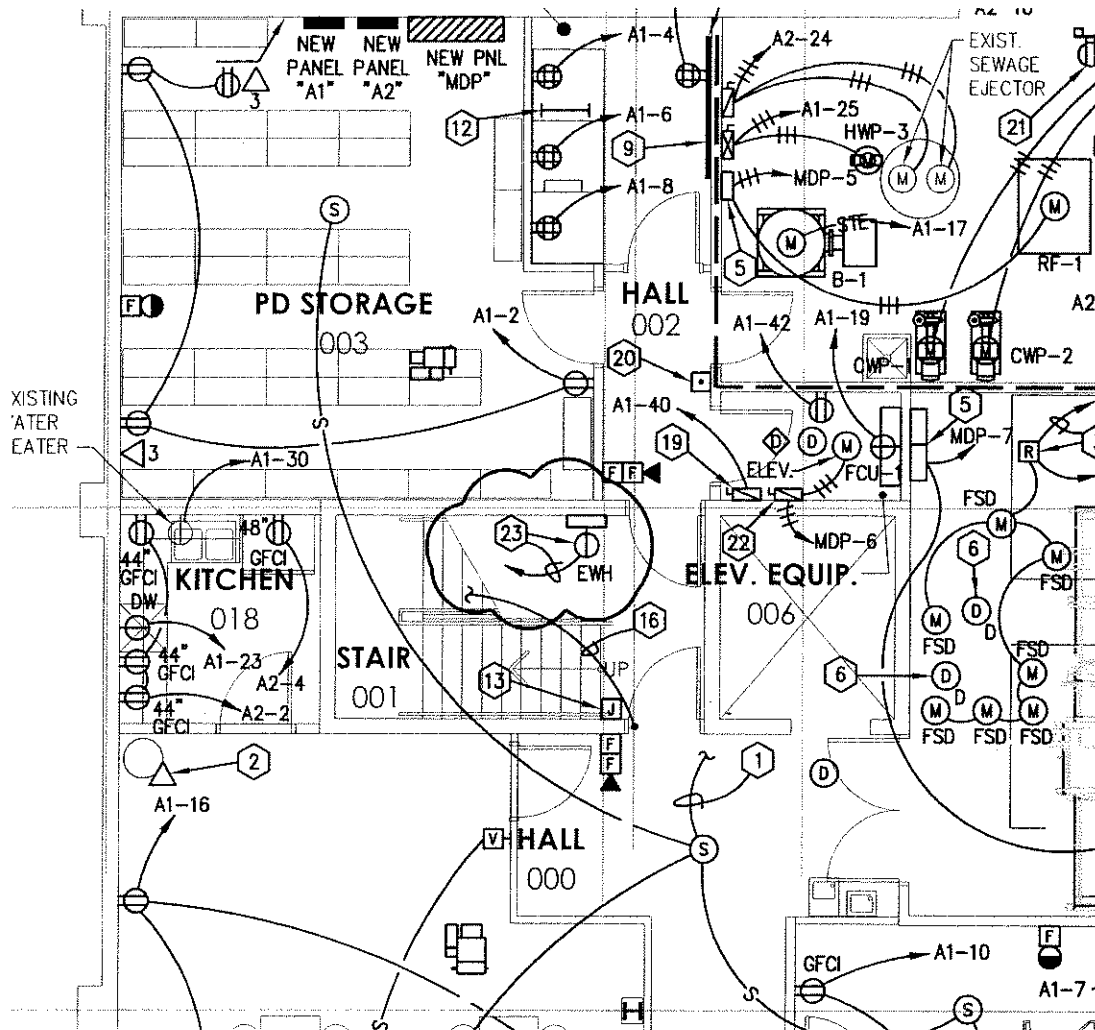 NEW
PANEL
"A1"
NEW
PANEL
"A2"
NEW PNL
"MDP"
A1-4
A2-24
EXIST.
SEWAGE
EJECTOR
3
12
A1-6
9
A1-25
HWP-3
M
21
A1-8
MDP-5
M
M
S
M
STE.
A1-17
M
5
B-1
RF-1
F
PD STORAGE
003
A1-2
HALL
002
A1-42
A1-19
A2
M
M
CWP-
CWP-2
20
XISTING
'ATER
EATER
A1-40
5
3
S
19
D
D
M
MDP-7
R
A1-30
F
F
ELEV.
FCU-1
FSD
48"
GFCI
44"
GFCI
23
22
MDP-6
M
6
M
FSD
KITCHEN
018
DW
EWH
ELEV. EQUIP.
006
M
D
D
FSD
44"
GFCI
A1-23
STAIR
001
16
UP
6
D
D
M
FSD
A2-4
13
44"
GFCI
A2-2
J
M
M
M
FSD
FSD
FSD
F
F
2
1
D
A1-16
V
HALL
000
S
A1-10
GFCI
F
A1-7
S
S
S
H